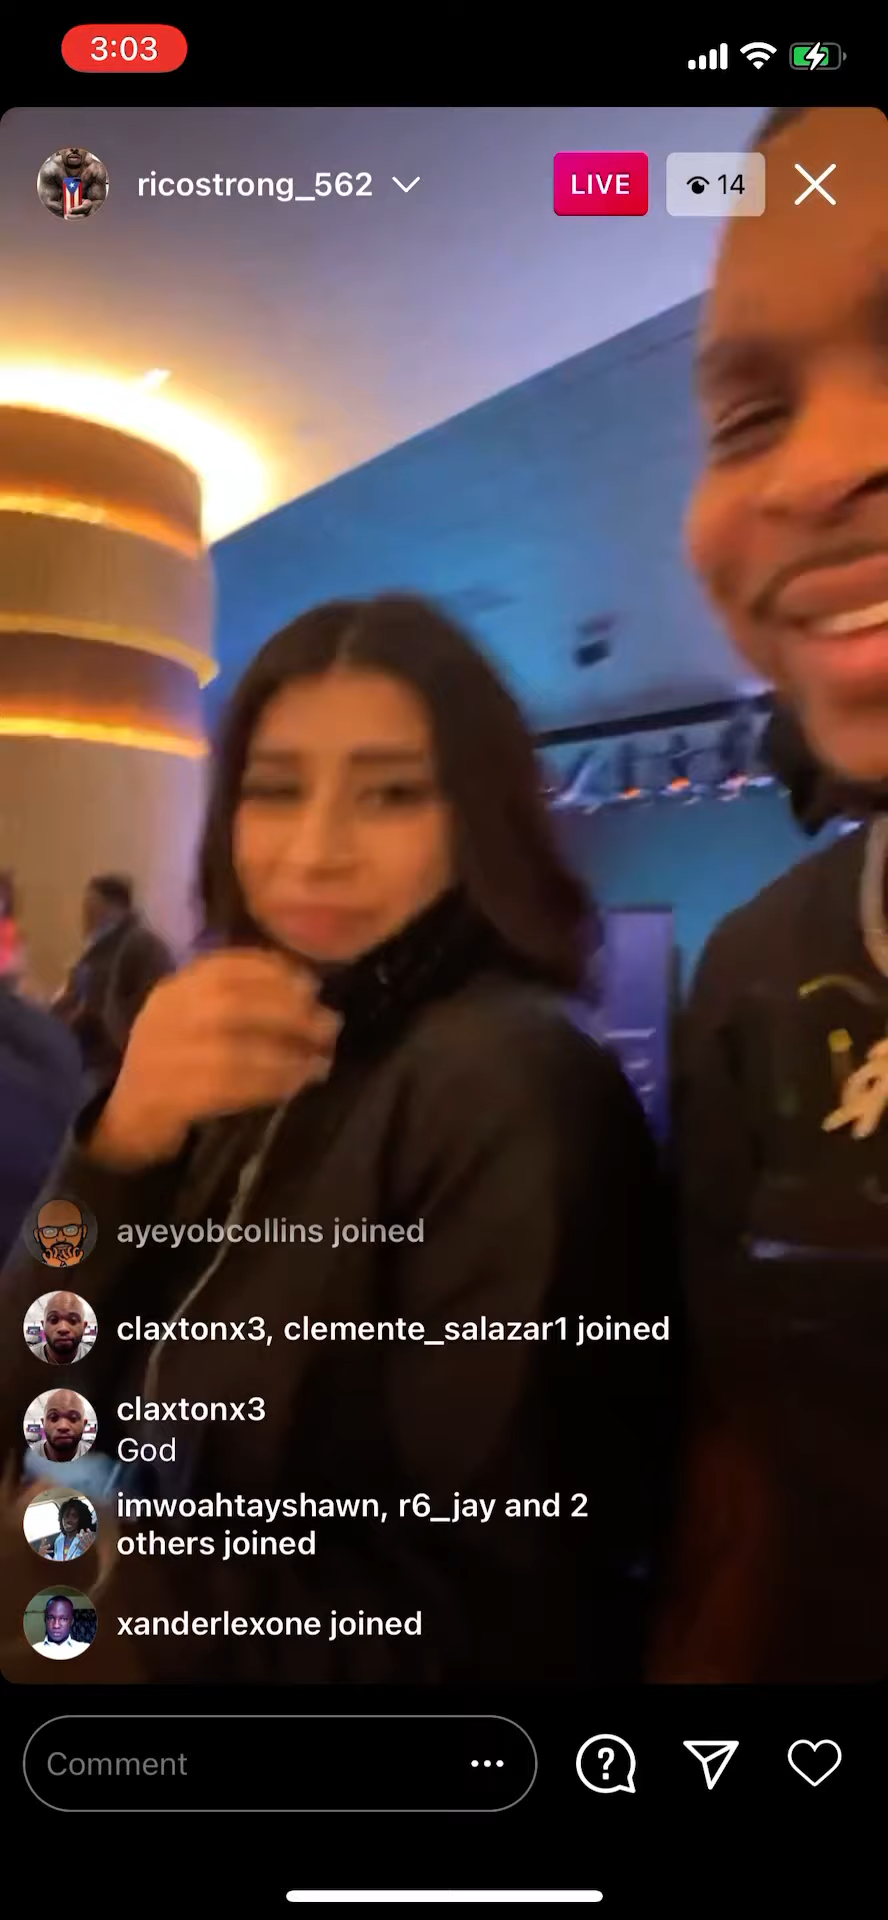 3:03
ricostrong_562
LIVE
14
ayeyobcollins joined
claxtonx3, clemente_salazar1 joined
claxtonx3
God
imwoahtayshawn, r6_jay and 2
others joined
xanderlexone joined
Comment